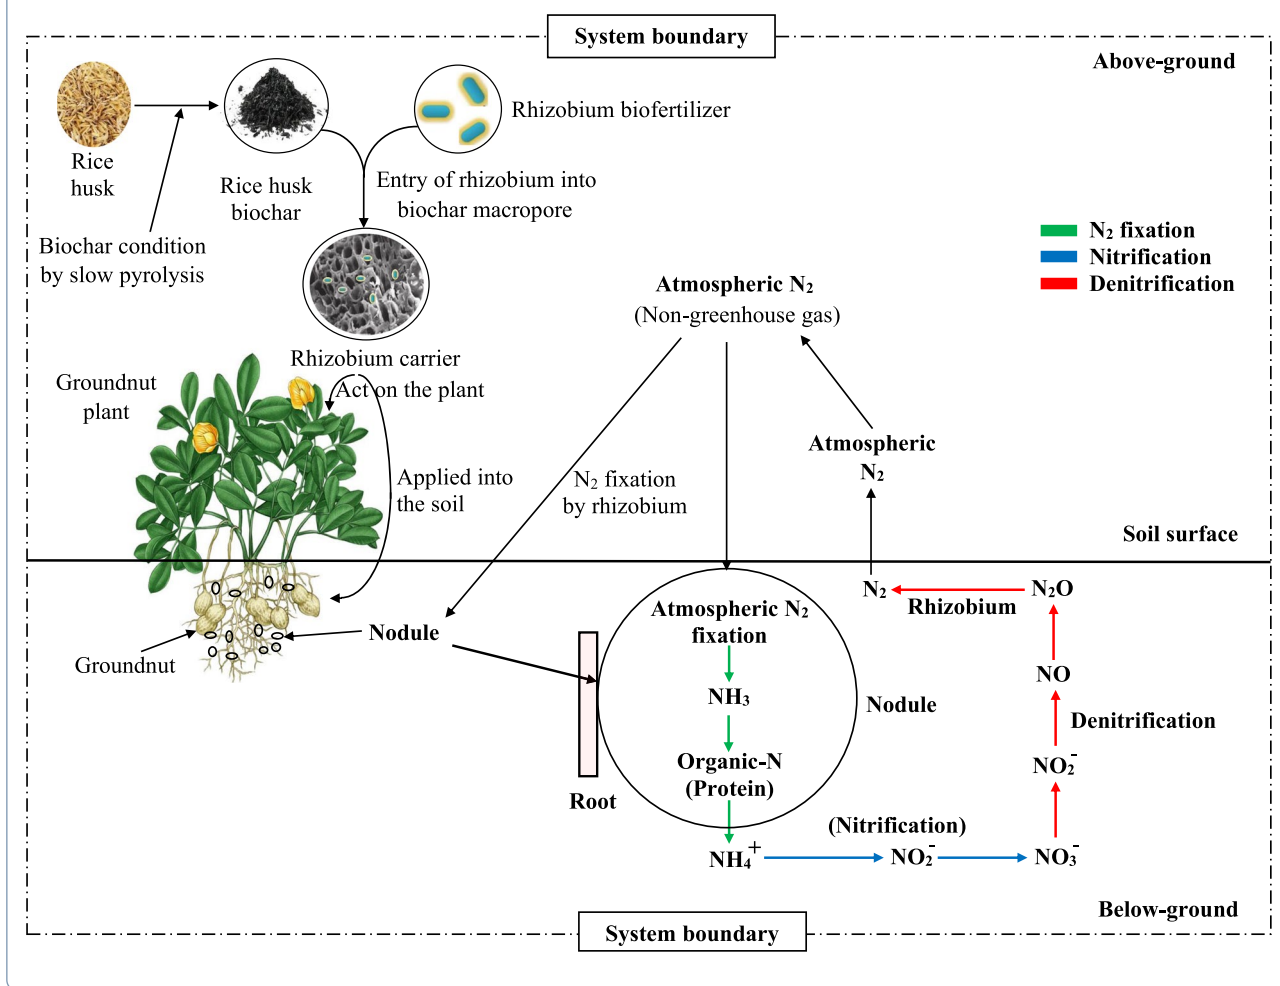 System boundary
Above-ground
Rice
husk
Rice husk
biochar
Rhizobium biofertilizer
Entry of rhizobium into
biochar macropore
Biochar condition
by slow pyrolysis
N₂ fixation
Nitrification
Denitrification
Atmospheric N₂
(Non-greenhouse gas)
Rhizobium carrier
Act on the plant
Groundnut
plant
Applied into
the soil
N₂ fixation
by rhizobium
Atmospheric
N₂
Soil surface
Nodule
Groundnut
Root
Atmospheric N₂
fixation
NH₃
Organic-N
(Protein)
NH₄⁺
Nodule
(Nitrification)
NO₂⁻
NO₃⁻
NO₂⁻
Denitrification
NO
N₂O
Rhizobium
N₂
Below-ground
System boundary